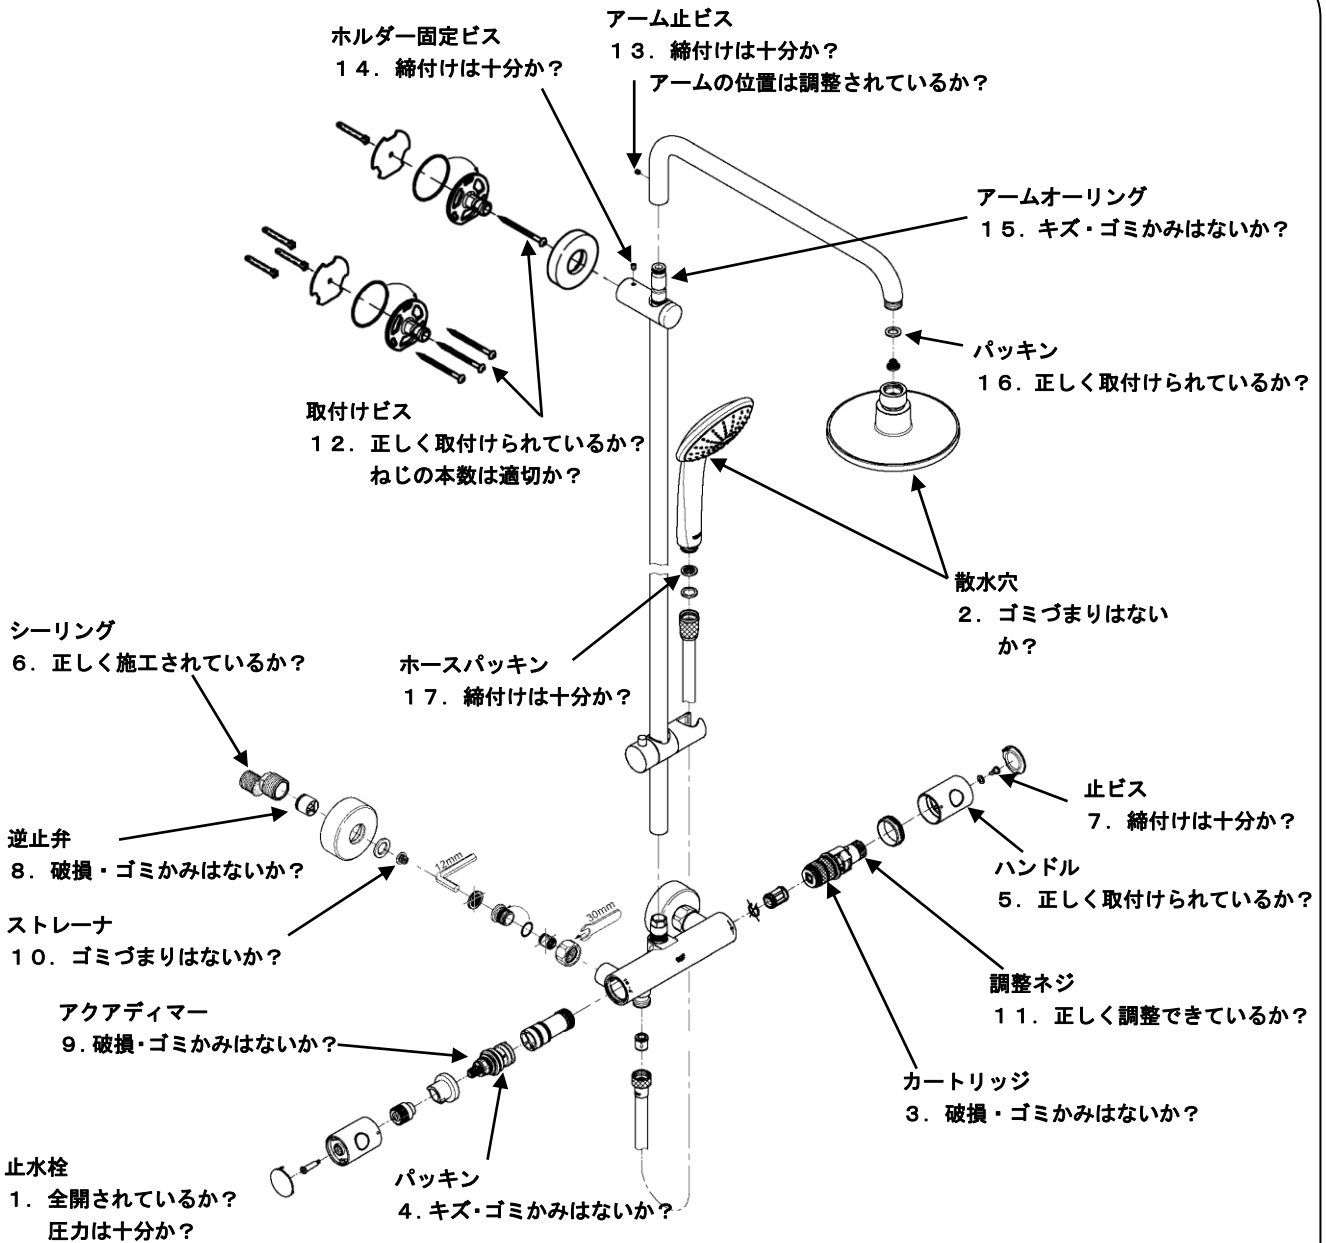 アーム止ビス
１３．締付けは十分か？
アームの位置は調整されているか？
ホルダー固定ビス
１４．締付けは十分か？
アームオーリング
１５．キズ・ゴミかみはないか？
パッキン
１６．正しく取付けられているか？
取付けビス
１２．正しく取付けられているか？
ねじの本数は適切か？
散水穴
２．ゴミづまりはない
か？
シーリング
６．正しく施工されているか？
ホースパッキン
１７．締付けは十分か？
止ビス
７．締付けは十分か？
逆止弁
８．破損・ゴミかみはないか？
12mm
ハンドル
５．正しく取付けられているか？
30mm
ストレーナ
１０．ゴミづまりはないか？
調整ネジ
１１．正しく調整できているか？
アクアディマー
９.破損・ゴミかみはないか？
カートリッジ
３．破損・ゴミかみはないか？
止水栓
１．全開されているか？
圧力は十分か？
パッキン
４.キズ・ゴミかみはないか？